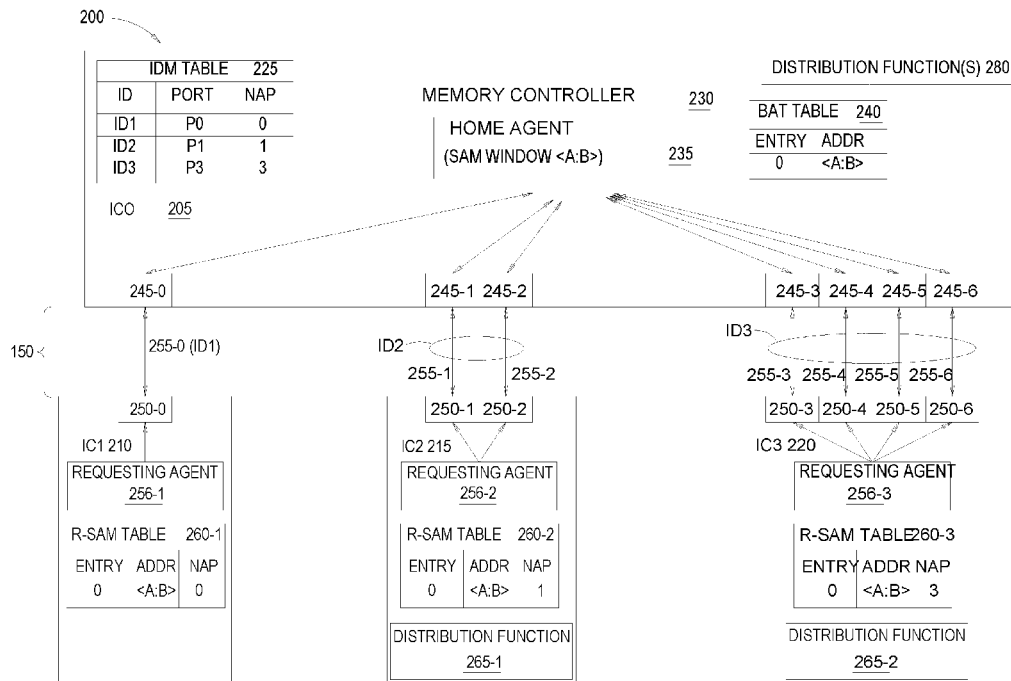 200
IDM TABLE 225
ID PORT NAP
ID1 P0 0
ID2 P1 1
ID3 P3 3
IC0 205
MEMORY CONTROLLER 230
HOME AGENT
(SAM WINDOW <A:B>) 235
DISTRIBUTION FUNCTION(S) 280
BAT TABLE 240
ENTRY ADDR
0 <A:B>
245-0 245-1 245-2 245-3 245-4 245-5 245-6
150
255-0 (ID1)
ID2
255-1 255-2
ID3
255-3 255-4 255-5 255-6
250-0 250-1 250-2 250-3 250-4 250-5 250-6
IC1 210
REQUESTING AGENT
256-1
R-SAM TABLE 260-1
ENTRY ADDR NAP
0 <A:B> 0
IC2 215
REQUESTING AGENT
256-2
R-SAM TABLE 260-2
ENTRY ADDR NAP
0 <A:B> 1
DISTRIBUTION FUNCTION
265-1
IC3 220
REQUESTING AGENT
256-3
R-SAM TABLE260-3
ENTRY ADDR NAP
0 <A:B> 3
DISTRIBUTION FUNCTION
265-2